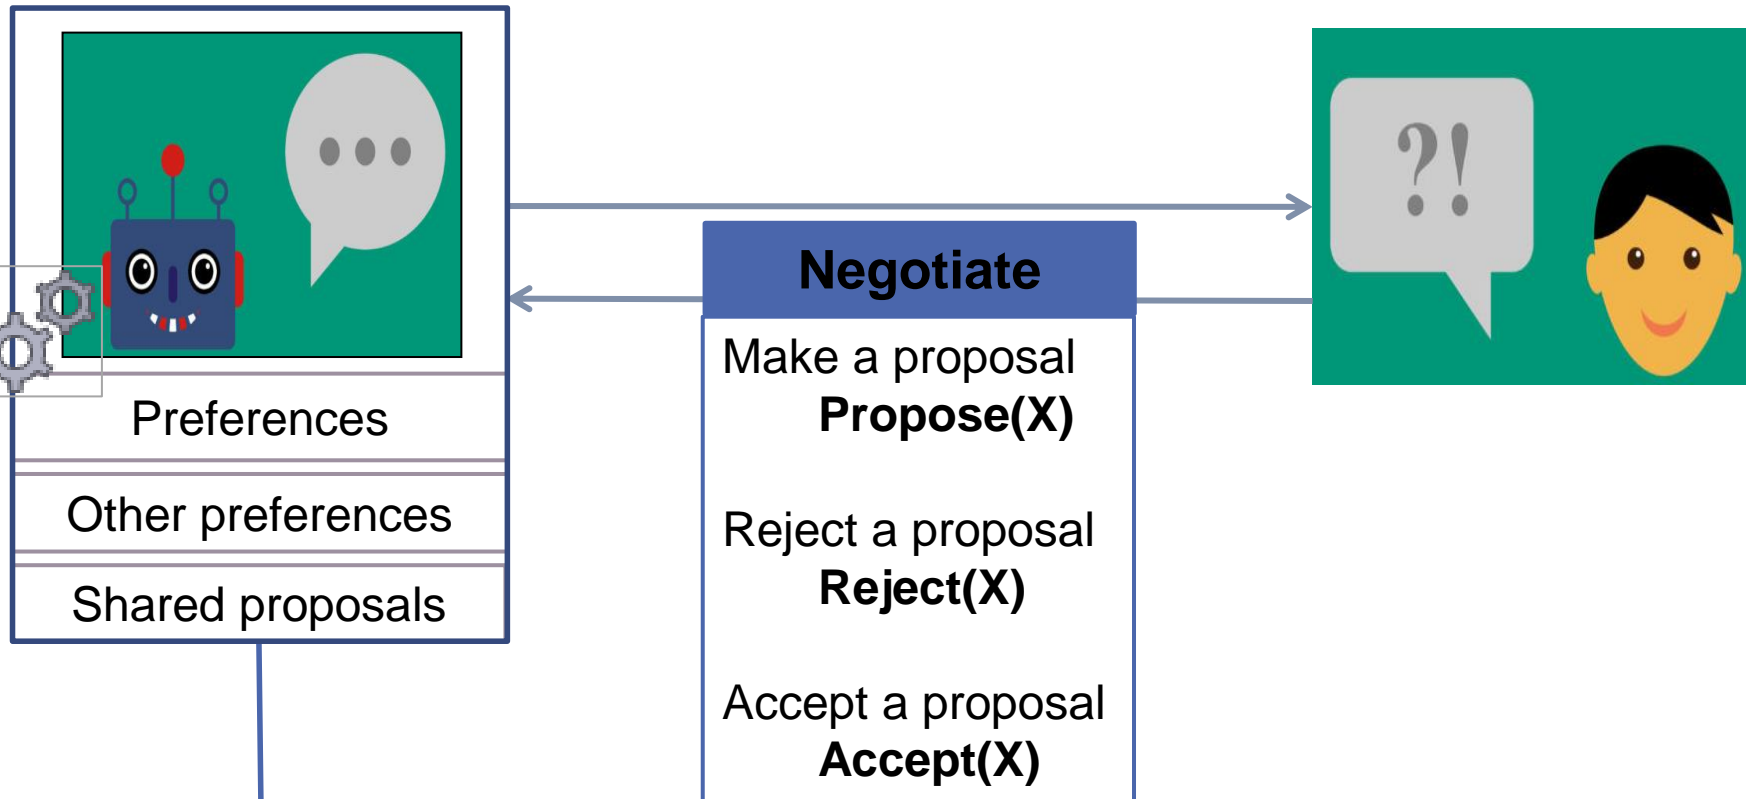 ?!
Negotiate
Make a proposal
Propose(X)
Preferences
Other preferences
Reject a proposal
Reject(X)
Shared proposals
Accept a proposal
Accept(X)